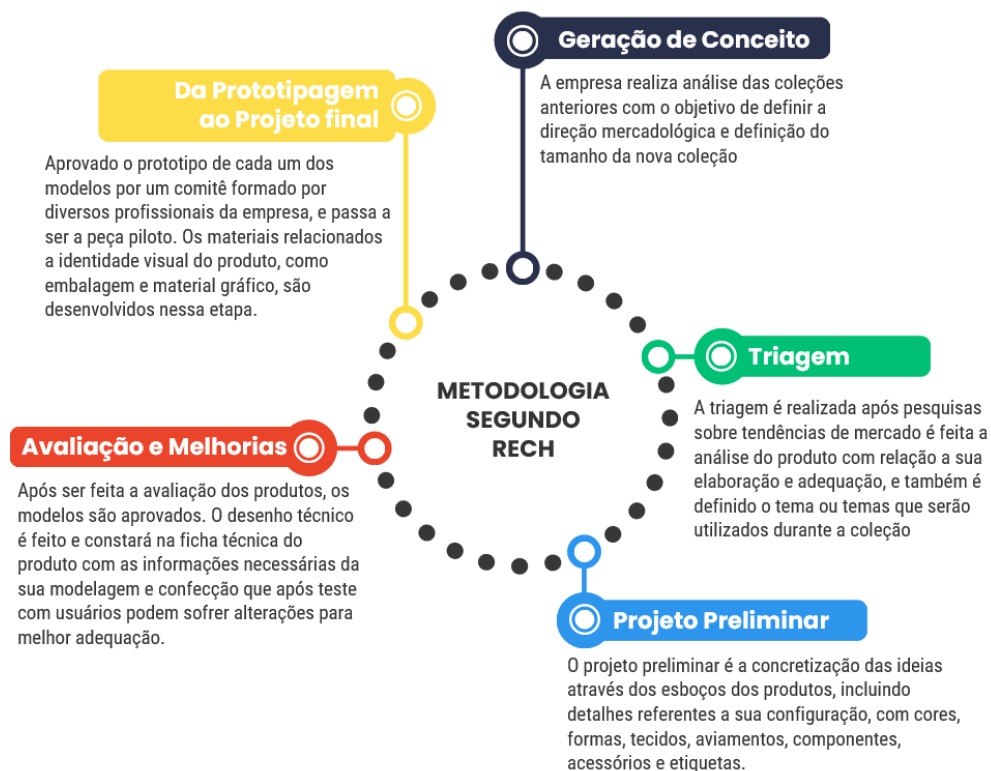 Geração de Conceito
A empresa realiza análise das coleções
anteriores com o objetivo de definir a
direção mercadológica e definição do
tamanho da nova coleção
Da Prototipagem
ao Projeto final
Aprovado o prototipo de cada um dos
modelos por um comitê formado por
diversos profissionais da empresa, e passa a
ser a peça piloto. Os materiais relacionados
a identidade visual do produto, como
embalagem e material gráfico, são
desenvolvidos nessa etapa.
METODOLOGIA
SEGUNDO
RECH
Triagem
A triagem é realizada após pesquisas
sobre tendências de mercado é feita a
análise do produto com relação a sua
elaboração e adequação, e também é
definido o tema ou temas que serão
utilizados durante a coleção
Avaliação e Melhorias
Após ser feita a avaliação dos produtos, os
modelos são aprovados. O desenho técnico
é feito e constará na ficha técnica do
produto com as informações necessárias da
sua modelagem e confecção que após teste
com usuários podem sofrer alterações para
melhor adequação.
Projeto Preliminar
O projeto preliminar é a concretização das ideias
através dos esboços dos produtos, incluindo
detalhes referentes a sua configuração, com cores,
formas, tecidos, aviamentos, componentes,
acessórios e etiquetas.